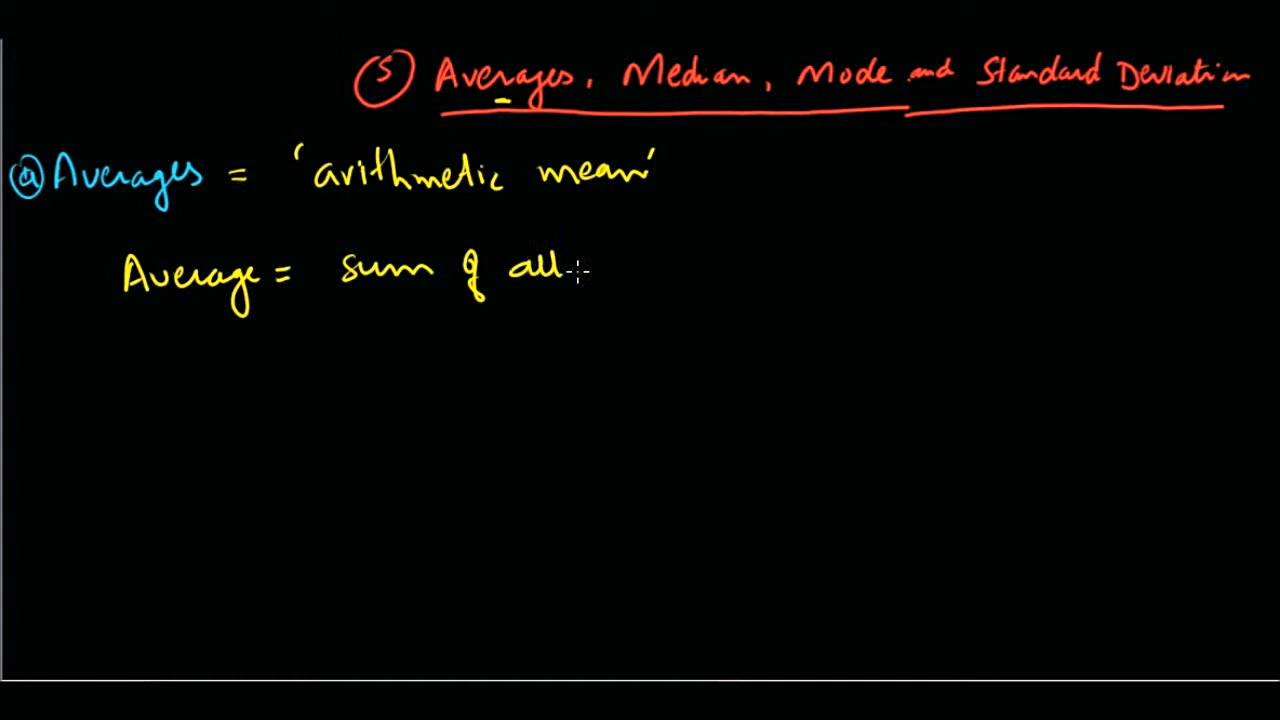 ⑤ Averages, Median, Mode and Standard Deviation
ⓐ Averages = 'arithmetic mean'
Average = sum of all